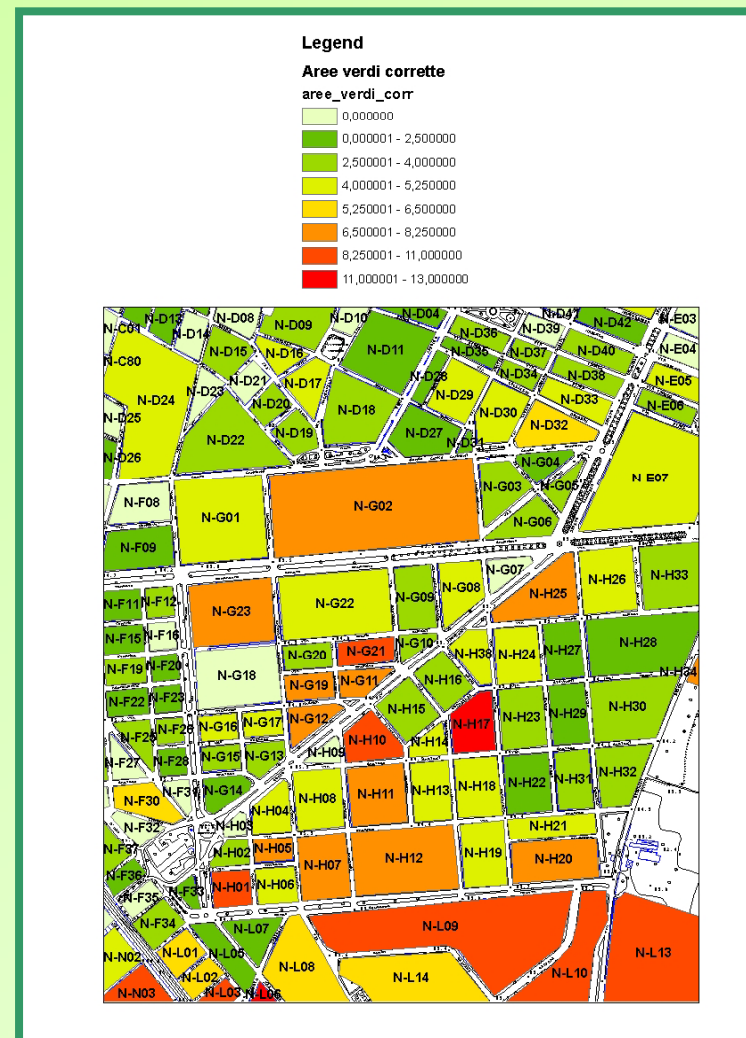 Legend
Aree verdi corrette
aree_verdi_corr
0,000000
0,000001 - 2,500000
2,500001 - 4,000000
4,000001 - 5,250000
5,250001 - 6,500000
6,500001 - 8,250000
8,250001 - 11,000000
11,000001 - 13,000000
N-D13 N-D08 N-D10 N-D04 N-D42 N-E03
N-C01 N-D14 N-D09 N-D36 N-D39
N-C80 N-D15 N-D16 N-D11 N-D35 N-D37 N-D40 N-E04
N-D24 N-D23 N-D21 N-D17 N-D28 N-D34 N-D38 N-E05
N-D25 N-D20 N-D18 N-D29 N-D30 N-D33 N-E06
N-D26 N-D22 N-D19 N-D27 N-D31 N-D32
N-F08 N-G01 N-G02 N-G03 N-G04 N-G05 N-E07
N-F09 N-G06
N-G07
N-F11 N-F12 N-G23 N-G22 N-G09 N-G08 N-H25 N-H26 N-H33
N-F15 N-F16 N-G20 N-G21 N-G10 N-H38 N-H24 N-H27 N-H28
N-F19 N-F20 N-G18 N-G19 N-G11 N-H16 N-H34
N-F22 N-F23 N-G16 N-G17 N-G12 N-H15 N-H17 N-H23 N-H29 N-H30
N-F25 N-F26 N-H10 N-H14
N-F27 N-F28 N-G15 N-G13 N-H09
N-F30 N-G14 N-H04 N-H08 N-H11 N-H13 N-H18 N-H22 N-H31 N-H32
N-F32 N-H03 N-H21
N-F37 N-H02 N-H05 N-H07 N-H12 N-H19 N-H20
N-F36 N-F35 N-F33 N-H01 N-H06
N-F34 N-L07 N-L09
N-N02 N-L01 N-L05 N-L08 N-L13
N-L02 N-L14 N-L10
N-N03 N-L03 N-L06